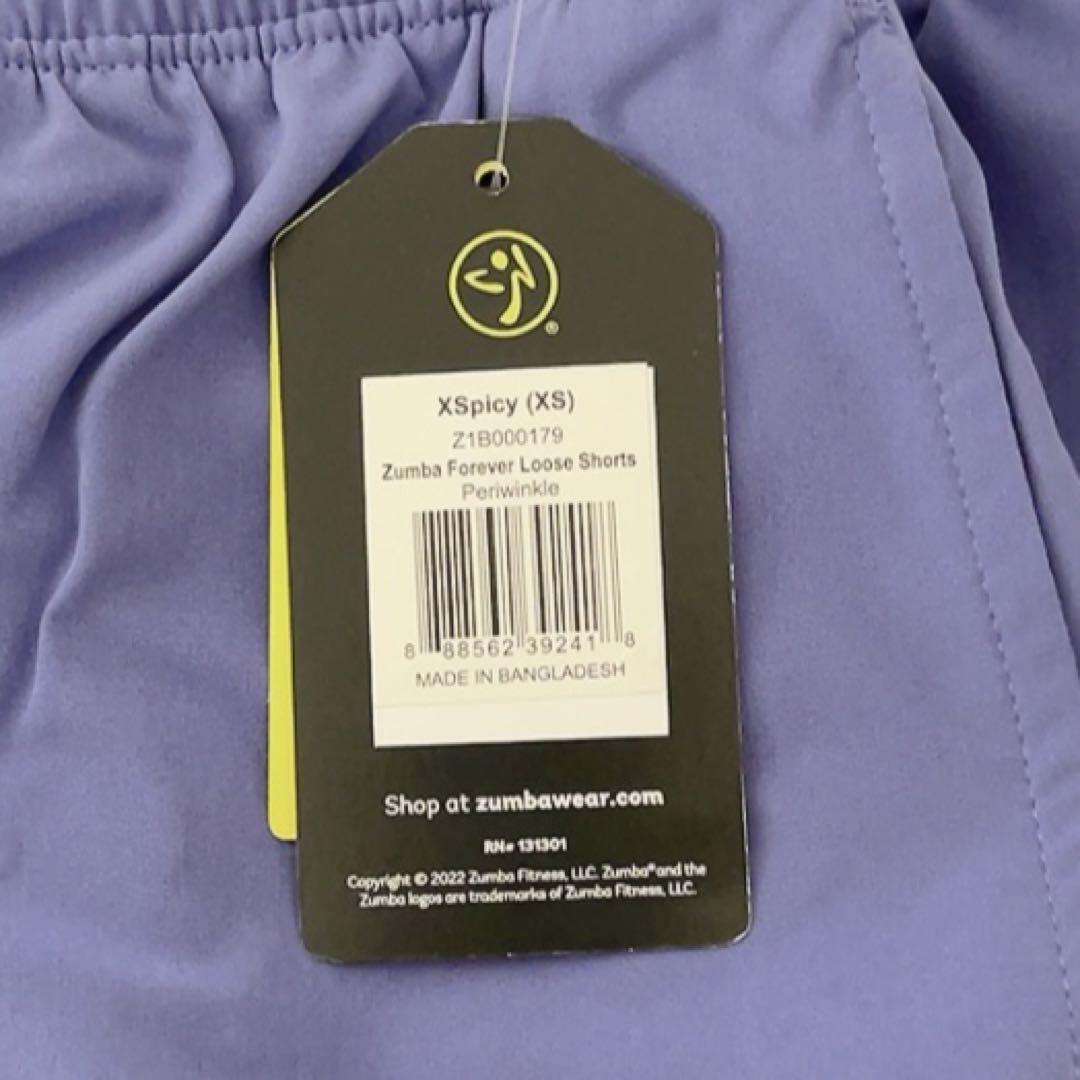 ®
XSpicy (XS)
Z1B000179
Zumba Forever Loose Shorts
Periwinkle
8 88562 39241 8
MADE IN BANGLADESH
Shop at zumbawear.com
RN# 131301
Copyright © 2022 Zumba Fitness, LLC. Zumba® and the
Zumba logos are trademarks of Zumba Fitness, LLC.